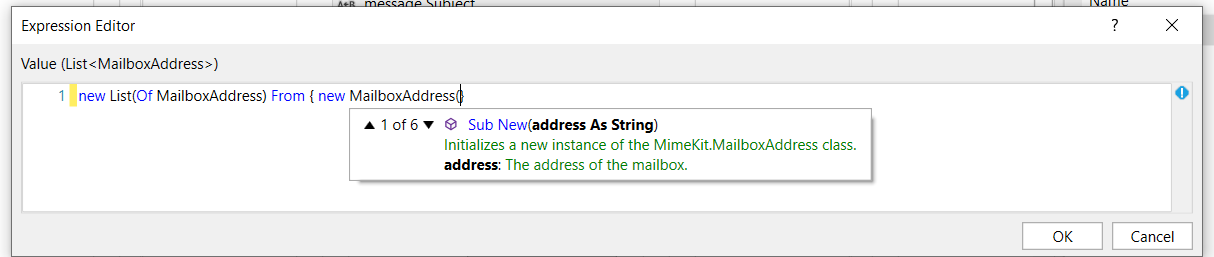 message.Subject
Name
Expression Editor
? ×
Value (List<MailboxAddress>)
1 new List(Of MailboxAddress) From { new MailboxAddress(}
▲ 1 of 6 ▼ Sub New(address As String)
Initializes a new instance of the MimeKit.MailboxAddress class.
address: The address of the mailbox.
OK Cancel